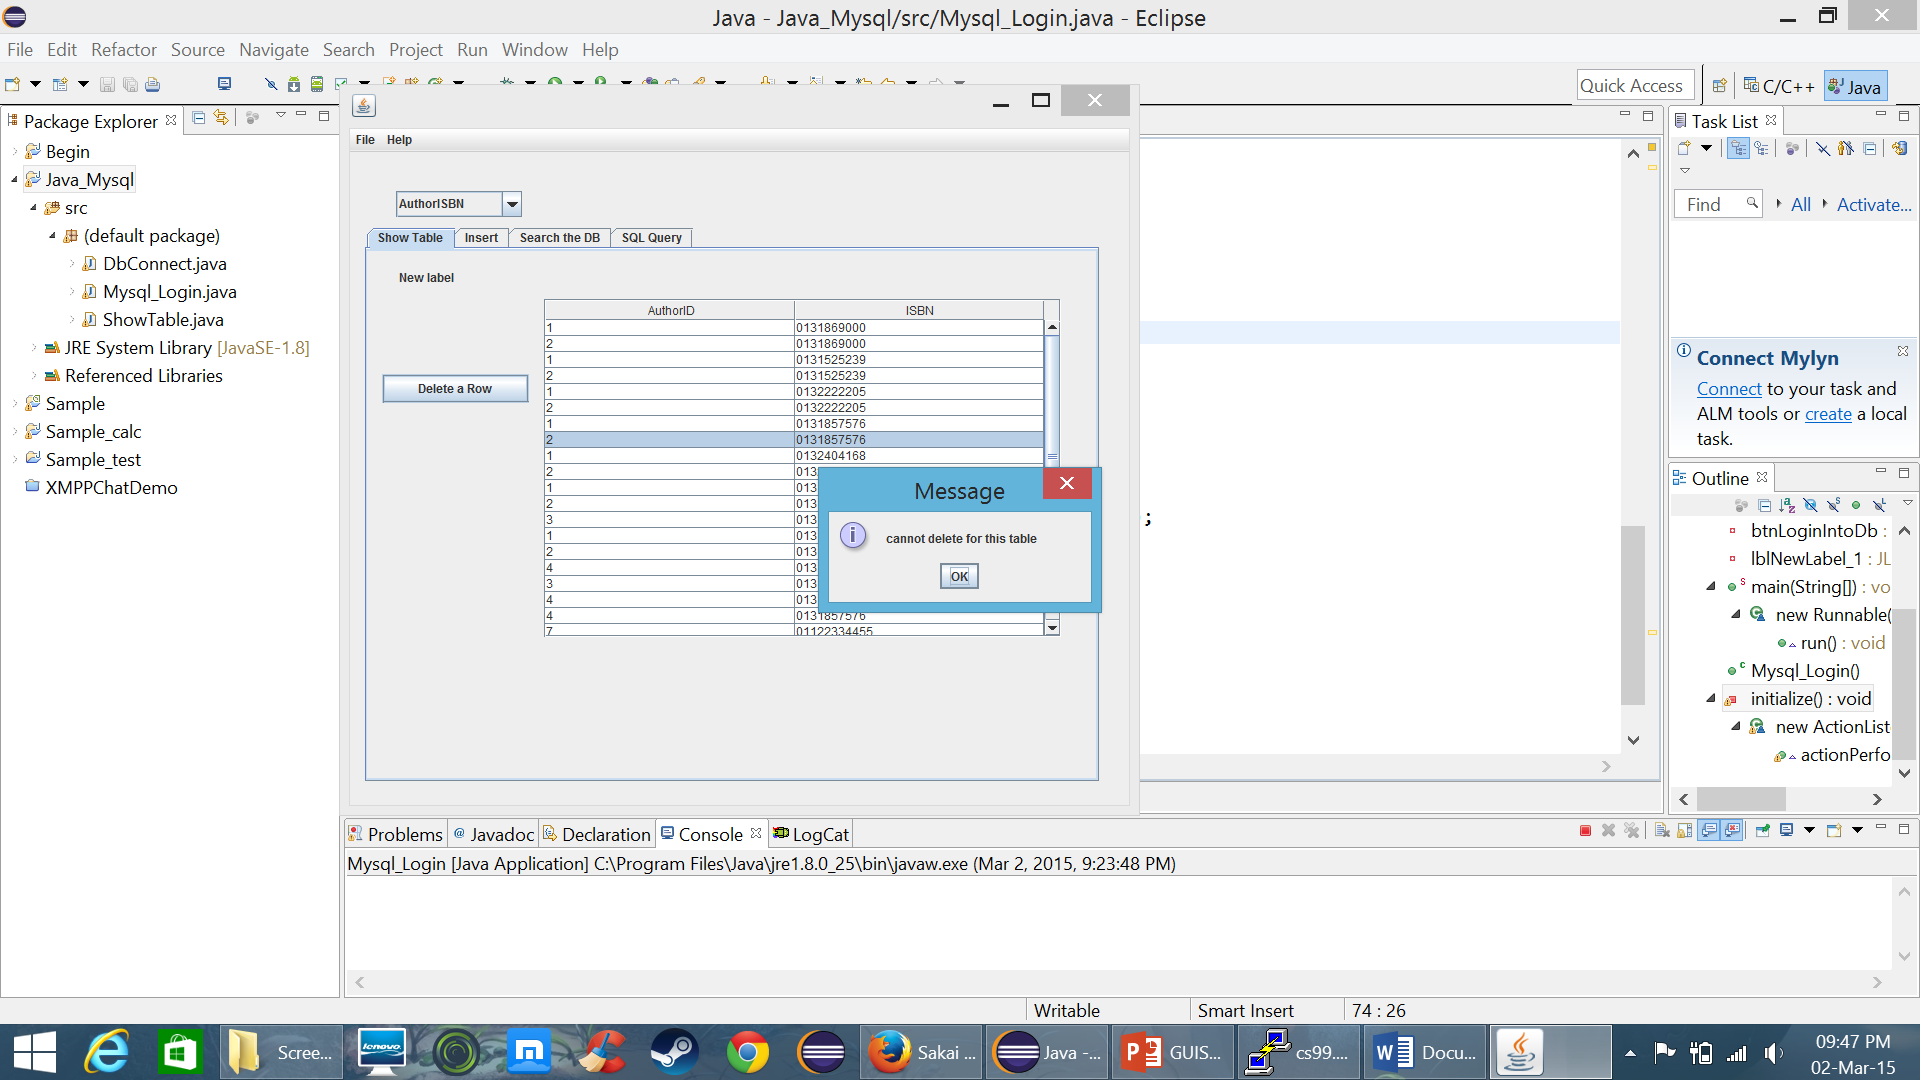 Java - Java_Mysql/src/Mysql_Login.java - Eclipse
File Edit Refactor Source Navigate Search Project Run Window Help
Quick Access
C/C++
Java
Package Explorer
Begin
Java_Mysql
src
(default package)
DbConnect.java
Mysql_Login.java
ShowTable.java
JRE System Library [JavaSE-1.8]
Referenced Libraries
Sample
Sample_calc
Sample_test
XMPPChatDemo
File Help
AuthorISBN
Show Table Insert Search the DB SQL Query
New label
Delete a Row
AuthorID ISBN
1 0131869000
2 0131869000
1 0131525239
2 0131525239
1 0132222205
2 0132222205
1 0131857576
2 0131857576
1 0132404168
2 013
1 013
2 013
3 013
1 013
2 013
4 013
3 013
4 013
4 0131857576
7 01122334455
Message
cannot delete for this table
OK
;
Task List
Find
All
Activate...
Connect Mylyn
Connect to your task and
ALM tools or create a local
task.
Outline
btnLoginIntoDb :
lblNewLabel_1 : JL
main(String[]) : vo
new Runnable(
run() : void
Mysql_Login()
initialize() : void
new ActionList
actionPerfo
Problems Javadoc Declaration Console LogCat
Mysql_Login [Java Application] C:\Program Files\Java\jre1.8.0_25\bin\javaw.exe (Mar 2, 2015, 9:23:48 PM)
Writable Smart Insert 74 : 26
Scree... lenovo Sakai ... Java -... GUIS... cs99.... Docu...
09:47 PM
02-Mar-15